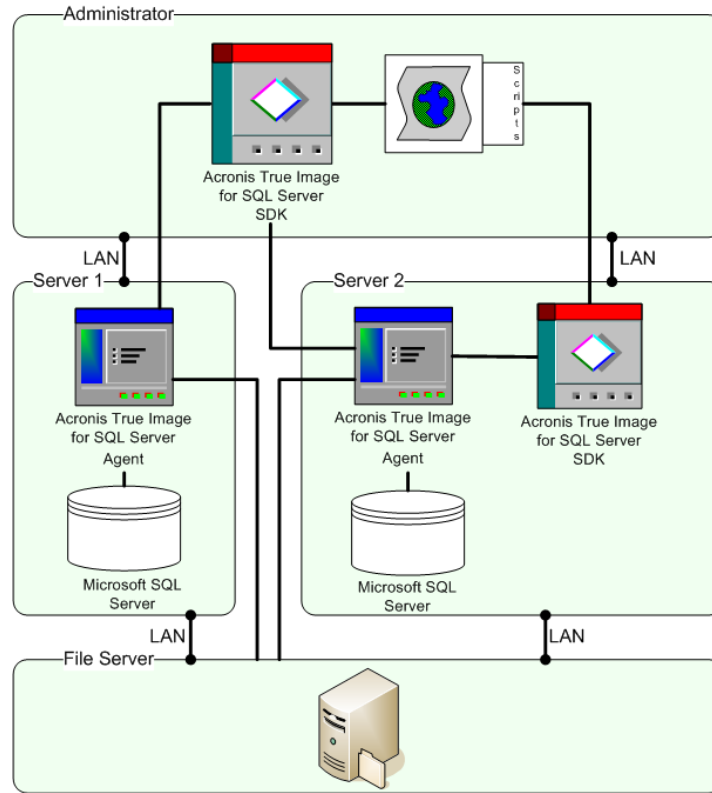 Administrator
Scripts
Acronis True Image
for SQL Server
SDK
LAN
LAN
Server 1
Server 2
Acronis True Image
for SQL Server
Agent
Acronis True Image
for SQL Server
Agent
Acronis True Image
for SQL Server
SDK
Microsoft SQL
Server
Microsoft SQL
Server
LAN
LAN
File Server